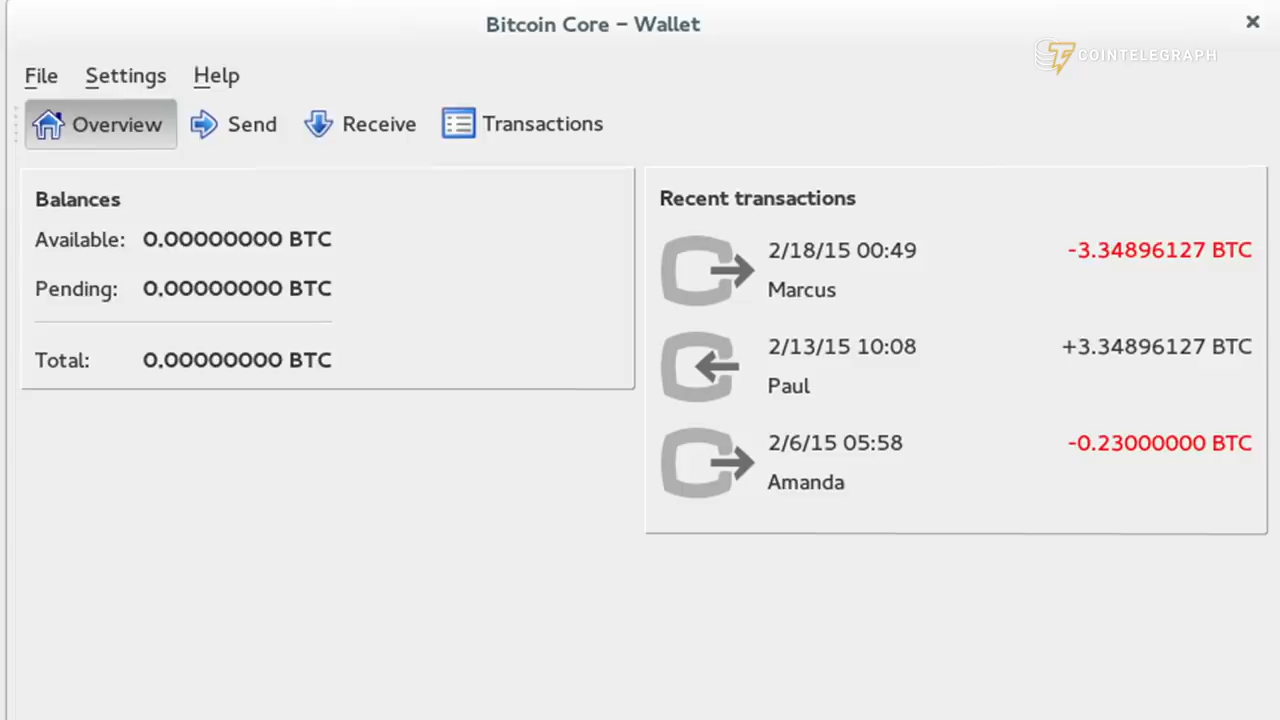 Bitcoin Core – Wallet
COINTELEGRAPH
File Settings Help
Overview Send Receive Transactions
Balances
Available: 0.00000000 BTC
Pending: 0.00000000 BTC
Total: 0.00000000 BTC
Recent transactions
2/18/15 00:49 -3.34896127 BTC
Marcus
2/13/15 10:08 +3.34896127 BTC
Paul
2/6/15 05:58 -0.23000000 BTC
Amanda